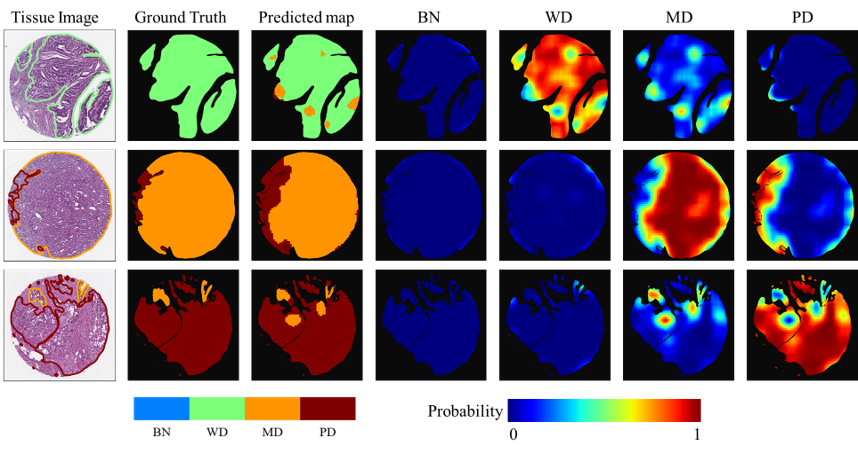 Tissue Image Ground Truth Predicted map BN WD MD PD
BN WD MD PD
Probability
0 1